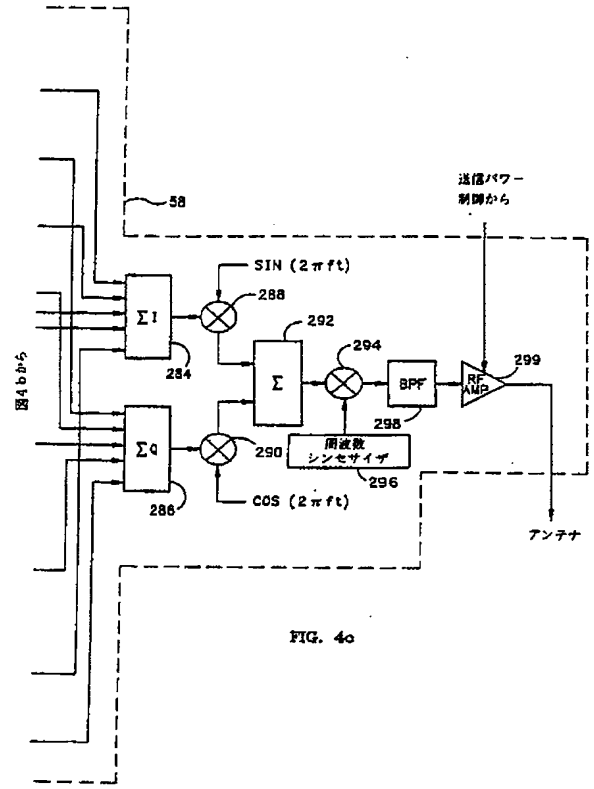 58
送信パワー
制御から
SIN (2πft)
288
ΣI
284
292
Σ
294
299
BPF
RF
AMP.
298
図4bから
ΣQ
286
290
周波数
シンセサイザ
296
COS (2πft)
アンテナ
FIG. 4c